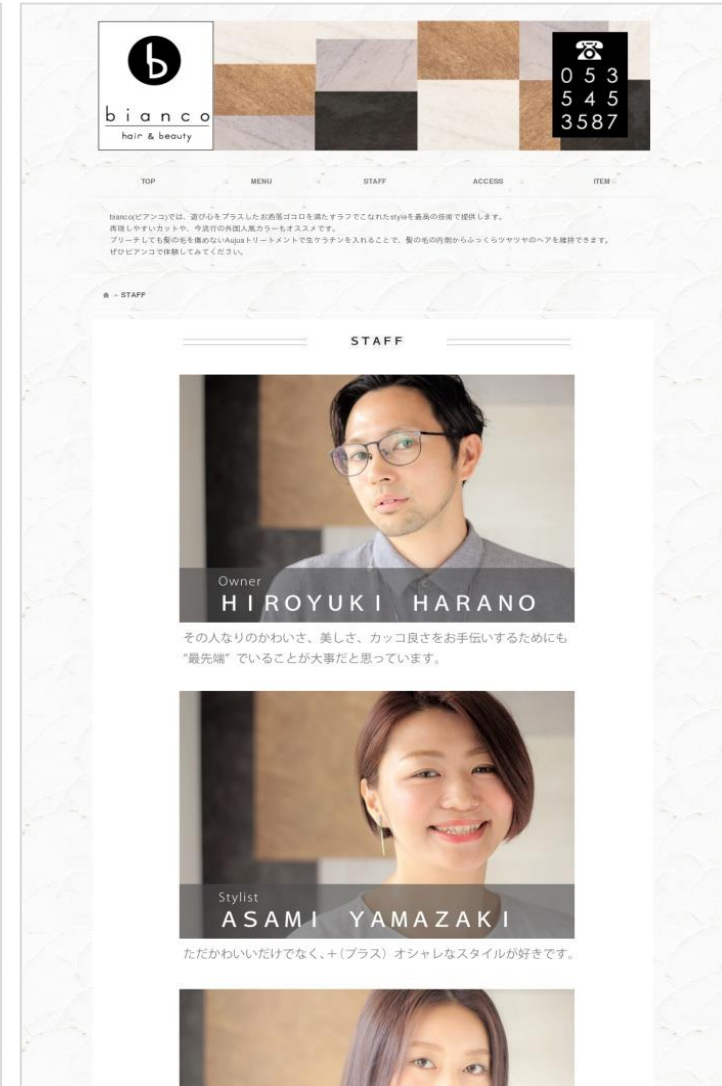 b
bianco
hair & beauty
053
545
3587
TOP MENU STAFF ACCESS ITEM
bianco(ビアンコ)では、遊び心をプラスしたお洒落ゴコロを満たすラフでこなれたstyleを最高の技術で提供します。
再現しやすいカットや、今流行の外国人風カラーもオススメです。
ブリーチしても髪の毛を傷めないAujuaトリートメントで生ケラチンを入れることで、髪の毛の内側からふっくらツヤツヤのヘアを維持できます。
ぜひビアンコで体験してみてください。
» STAFF
STAFF
Owner
HIROYUKI HARANO
その人なりのかわいさ、美しさ、カッコ良さをお手伝いするためにも
“最先端” でいることが大事だと思っています。
Stylist
ASAMI YAMAZAKI
ただかわいいだけでなく、+（プラス）オシャレなスタイルが好きです。